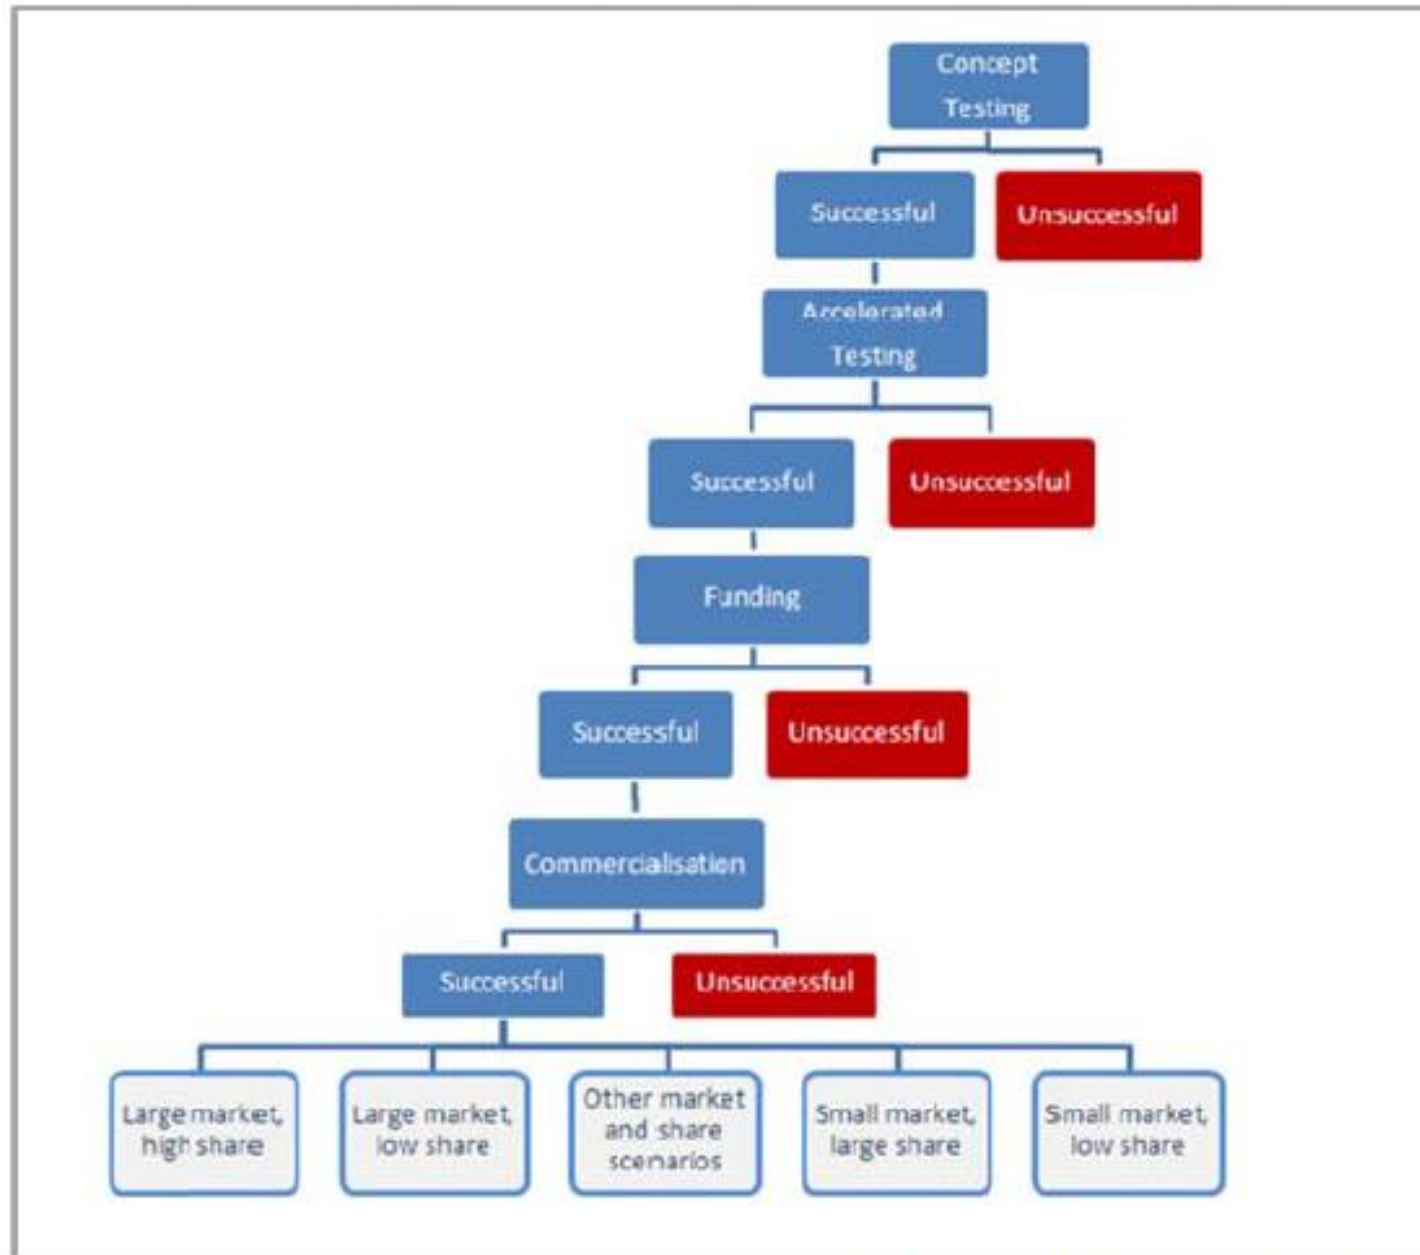 Concept
Testing
Successful
Unsuccessful
Accelerated
Testing
Successful
Unsuccessful
Funding
Successful
Unsuccessful
Commercialisation
Successful
Unsuccessful
Large market,
high share
Large market,
low share
Other market
and share
scenarios
Small market,
large share
Small market,
low share